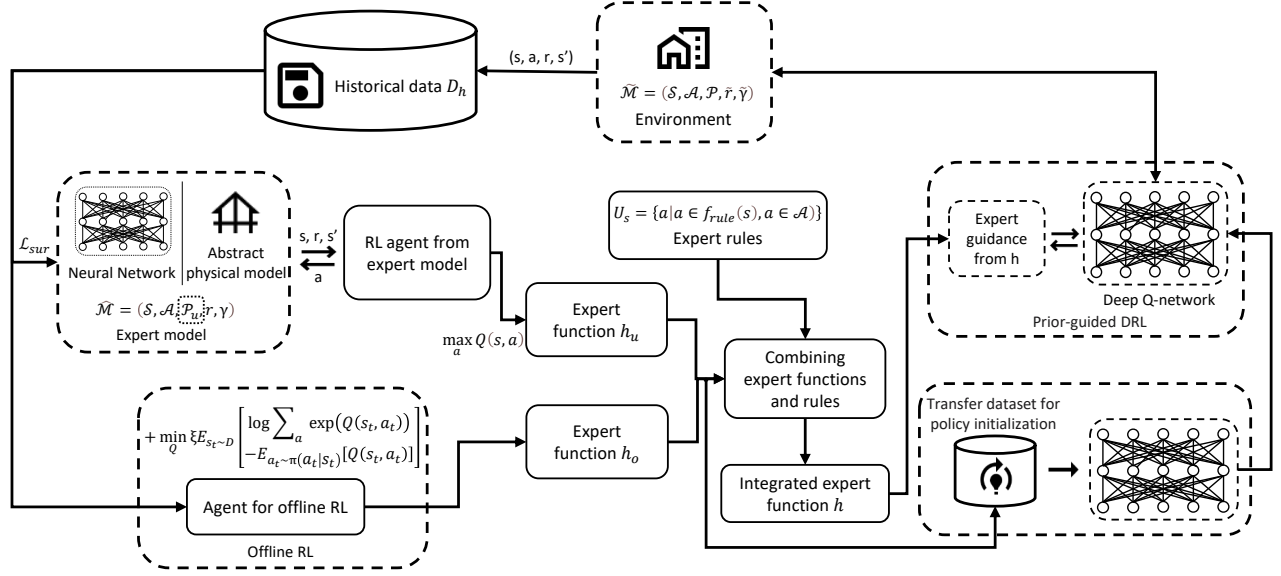 Historical data D_h
(s, a, r, s’)
ℳ̃ = (𝒮, 𝒜, 𝒫, r̃, γ̃)
Environment
ℒ_sur
Neural Network
Abstract
physical model
ℳ̂ = (𝒮, 𝒜, 𝒫_u, r, γ)
Expert model
s, r, s’
a
RL agent from
expert model
max_a Q(s, a)
U_s = {a|a ∈ f_rule(s), a ∈ 𝒜)}
Expert rules
Expert
function h_u
Expert
function h_o
Combining
expert functions
and rules
Integrated expert
function h
+ min_Q ξE_{s_t~D} [log ∑_a exp(Q(s_t, a_t))
−E_{a_t~π(a_t|s_t)}[Q(s_t, a_t)]]
Agent for offline RL
Offline RL
Expert
guidance
from h
Deep Q-network
Prior-guided DRL
Transfer dataset for
policy initialization